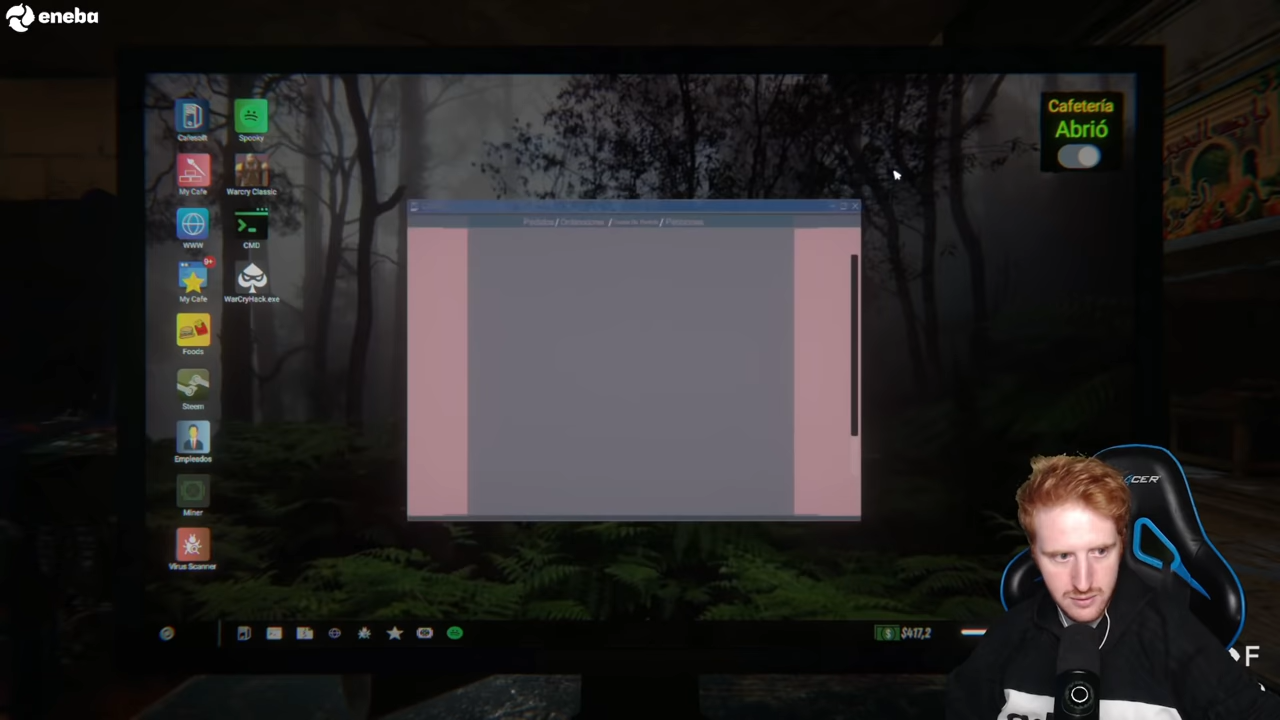 eneba
Cafetería
Abrió
Cafesoft
Spooky
My Cafe
Warcry Classic
WWW
CMD
9+
My Cafe
WarCryHack.exe
Foods
Steem
Empleados
Miner
Virus Scanner
$417,2
F